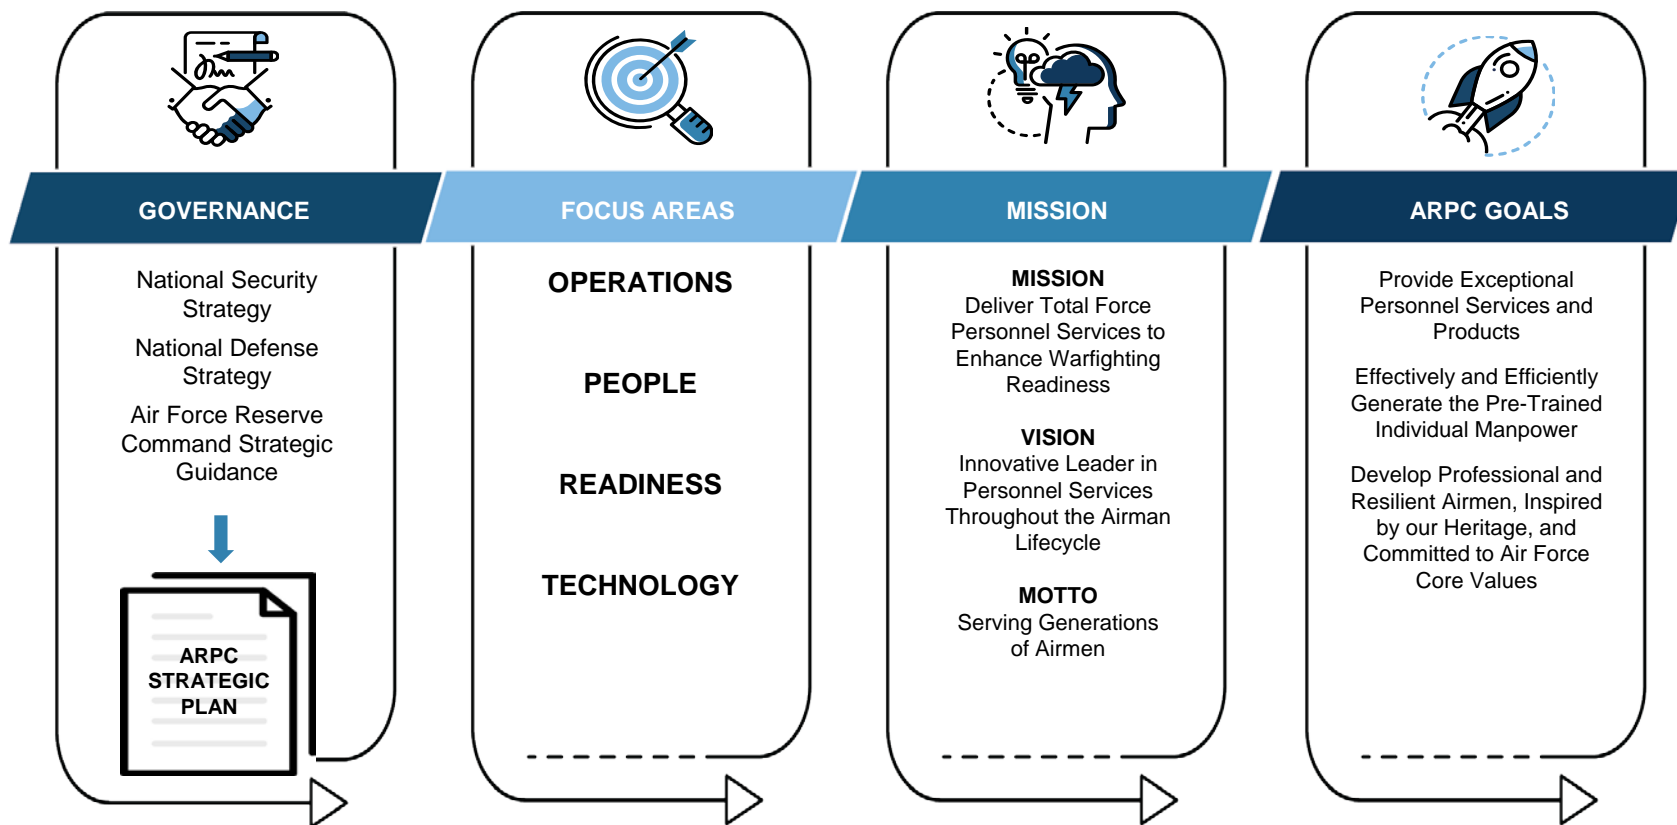 GOVERNANCE
National Security
Strategy
National Defense
Strategy
Air Force Reserve
Command Strategic
Guidance
ARPC
STRATEGIC
PLAN
FOCUS AREAS
OPERATIONS
PEOPLE
READINESS
TECHNOLOGY
MISSION
MISSION
Deliver Total Force
Personnel Services to
Enhance Warfighting
Readiness
VISION
Innovative Leader in
Personnel Services
Throughout the Airman
Lifecycle
MOTTO
Serving Generations
of Airmen
ARPC GOALS
Provide Exceptional
Personnel Services and
Products
Effectively and Efficiently
Generate the Pre-Trained
Individual Manpower
Develop Professional and
Resilient Airmen, Inspired
by our Heritage, and
Committed to Air Force
Core Values